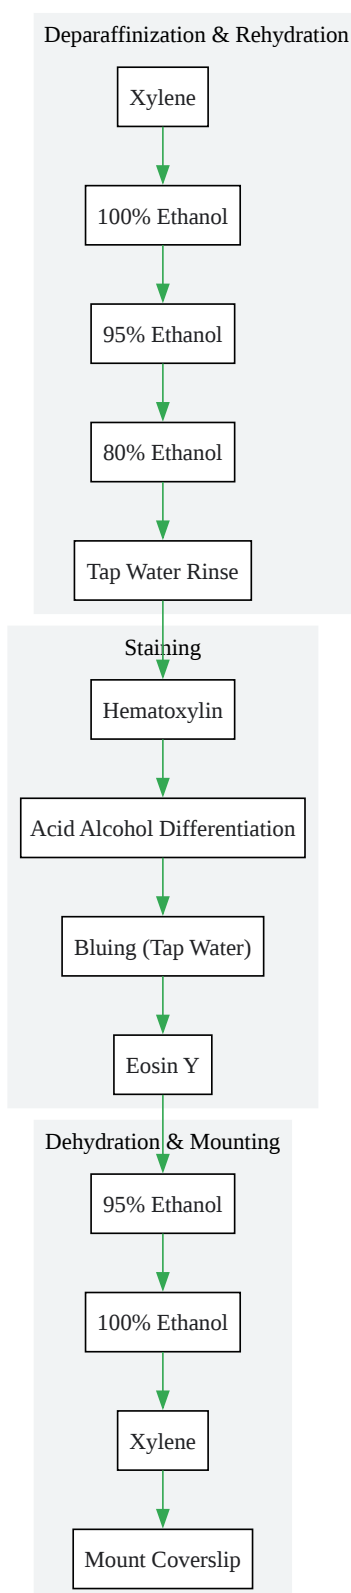 Deparaffinization & Rehydration
Xylene
100% Ethanol
95% Ethanol
80% Ethanol
Tap Water Rinse
Staining
Hematoxylin
Acid Alcohol Differentiation
Bluing (Tap Water)
Eosin Y
Dehydration & Mounting
95% Ethanol
100% Ethanol
Xylene
Mount Coverslip